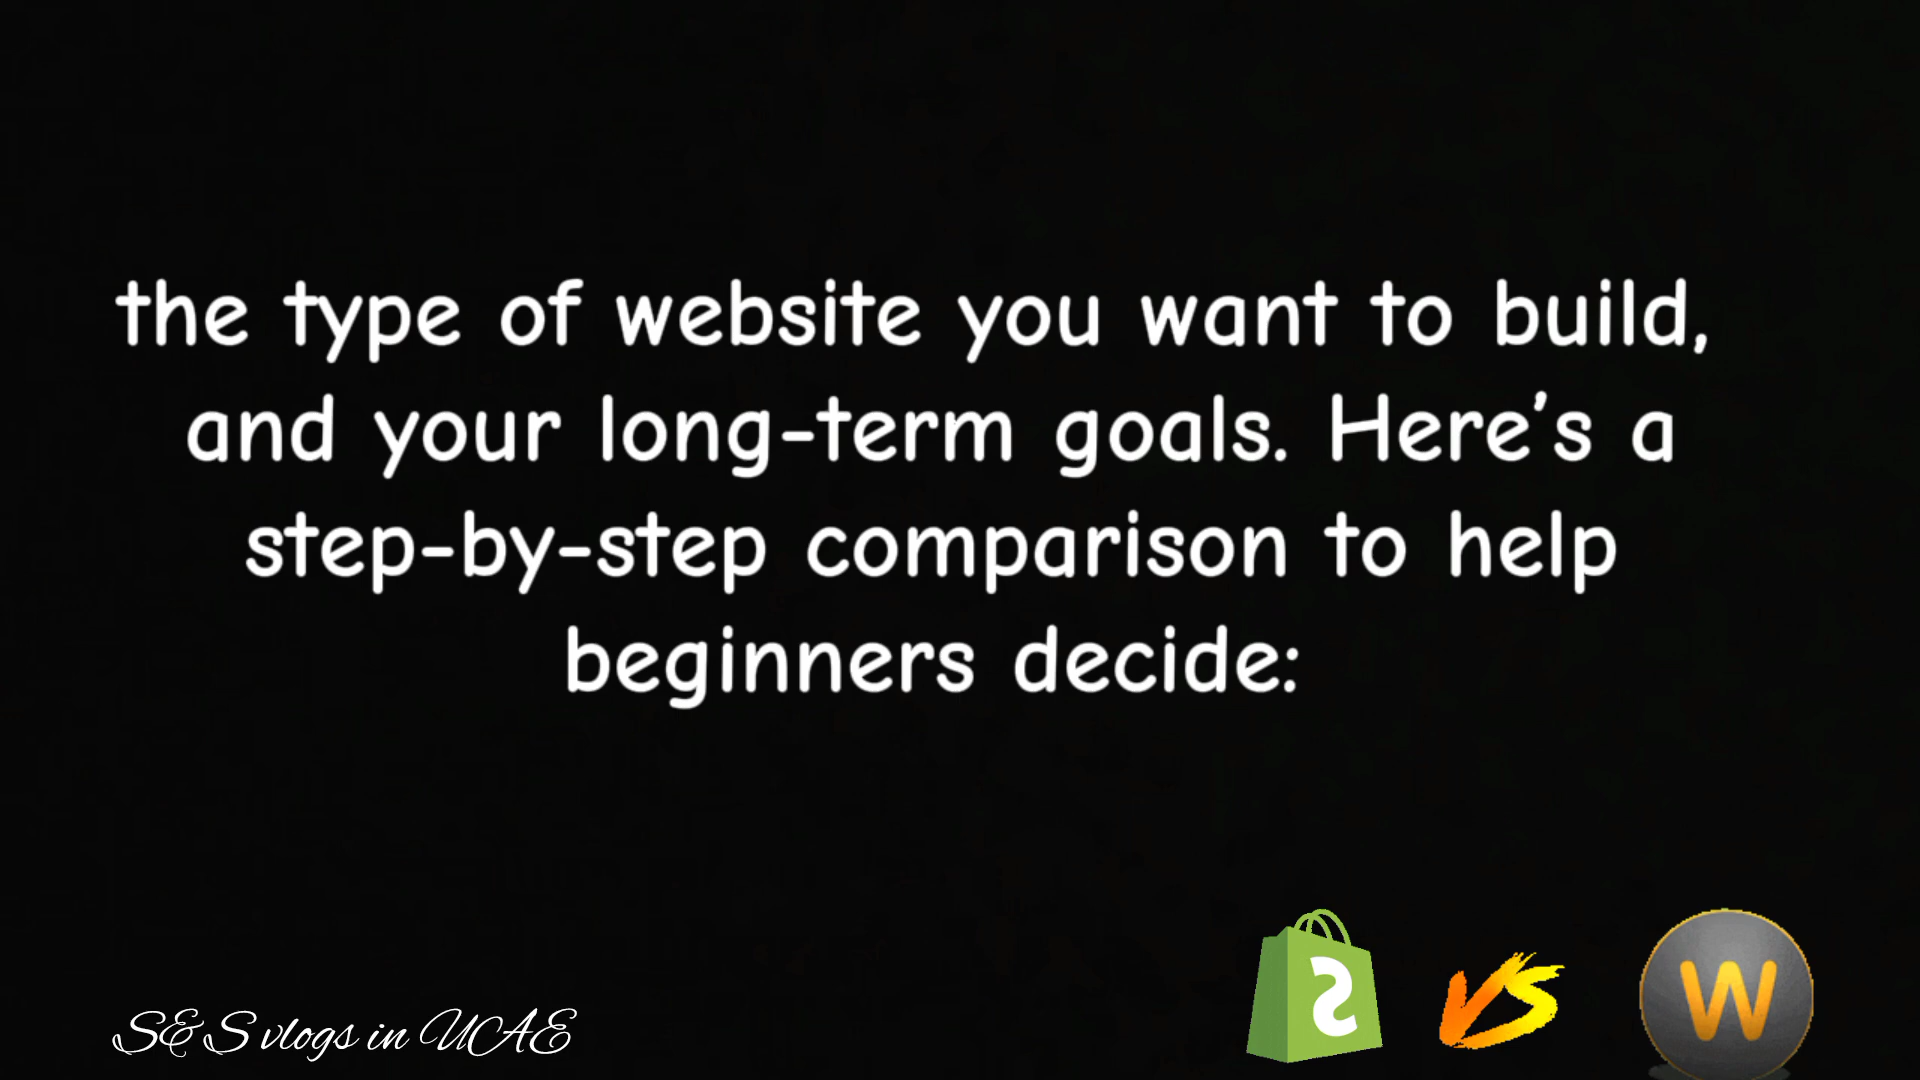 the type of website you want to build,
and your long-term goals. Here's a
step-by-step comparison to help
beginners decide:
S&S vlogs in UAE
S
VS
W